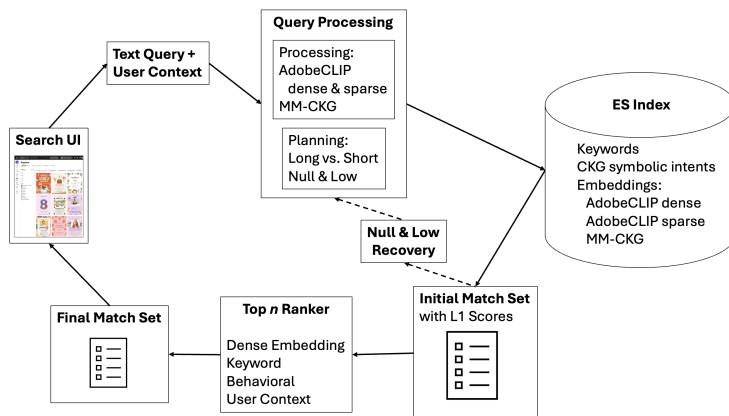 Query Processing
Processing:
AdobeCLIP
dense & sparse
MM-CKG
Planning:
Long vs. Short
Null & Low
Text Query +
User Context
Search UI
ES Index
Keywords
CKG symbolic intents
Embeddings:
AdobeCLIP dense
AdobeCLIP sparse
MM-CKG
Null & Low
Recovery
Initial Match Set
with L1 Scores
Top n Ranker
Dense Embedding
Keyword
Behavioral
User Context
Final Match Set